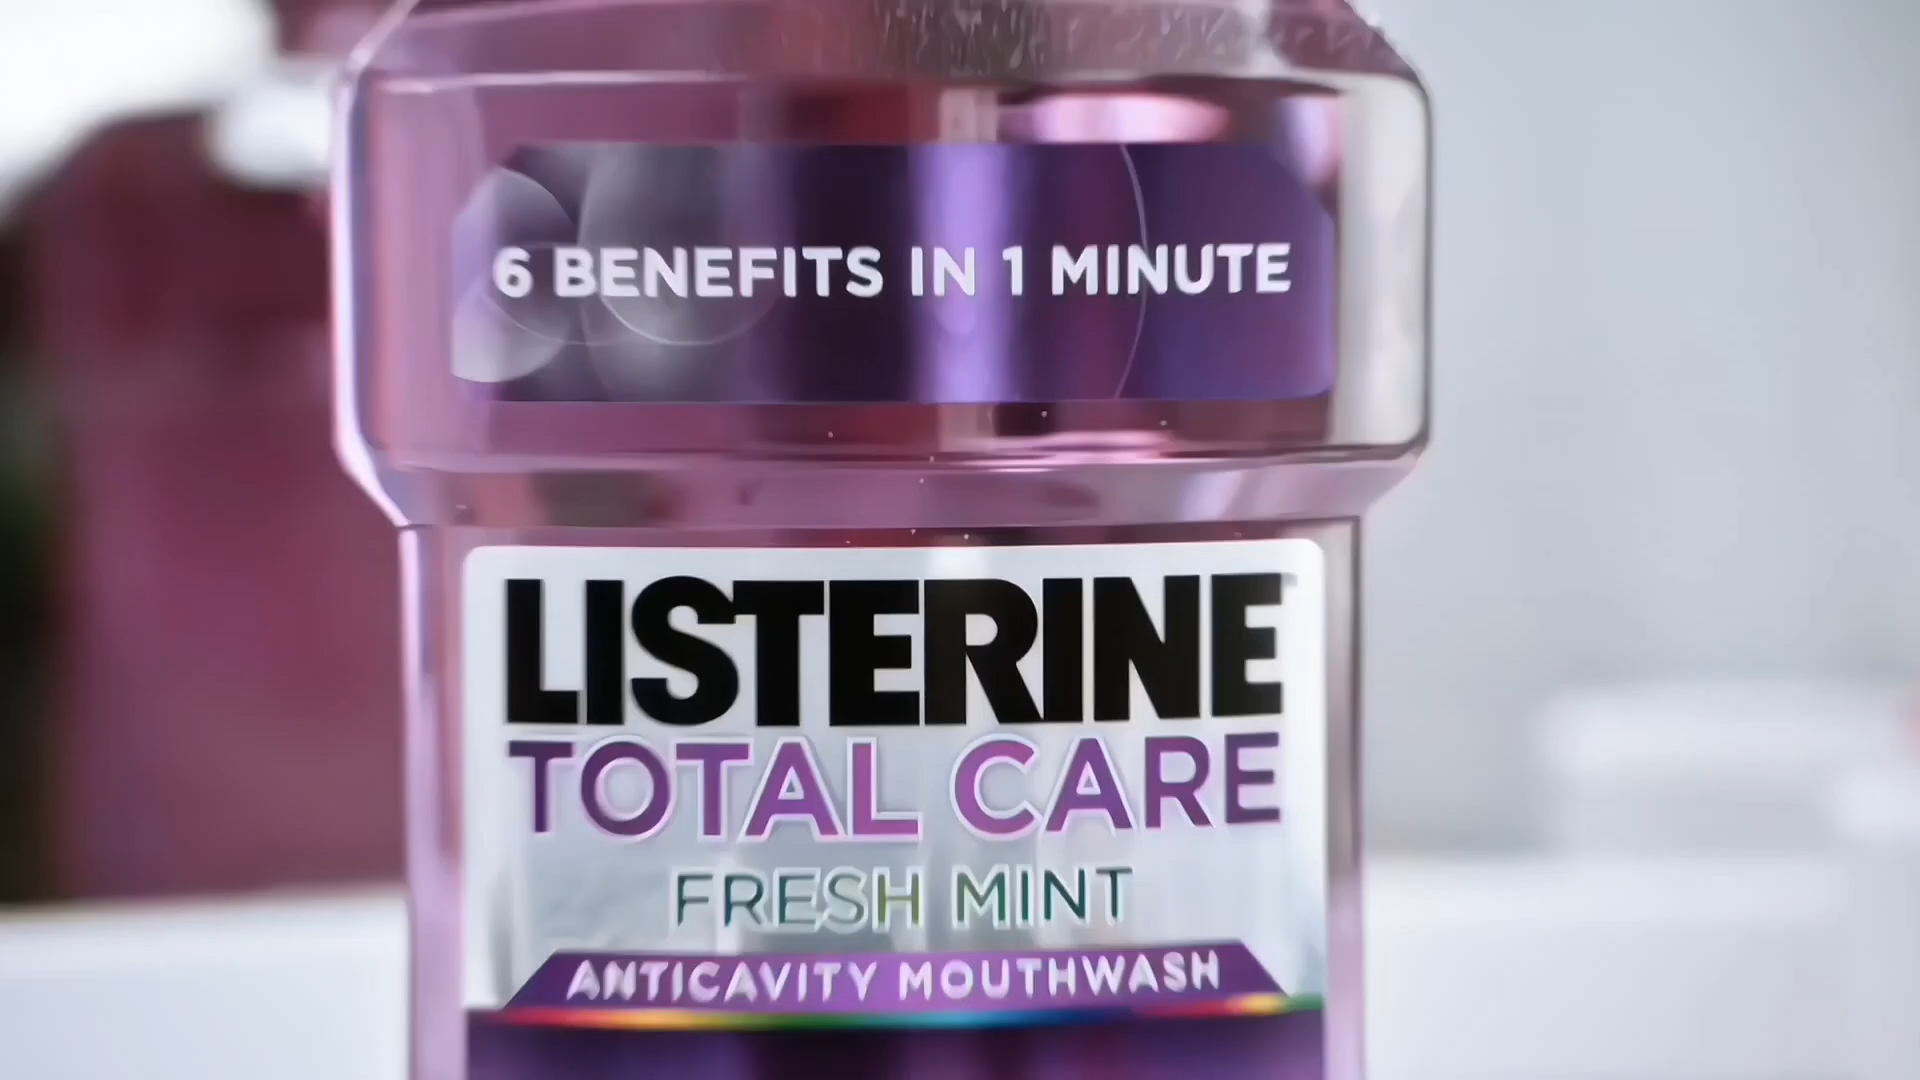 6 BENEFITS IN 1 MINUTE
LISTERINE
TOTAL CARE
FRESH MINT
ANTICAVITY MOUTHWASH